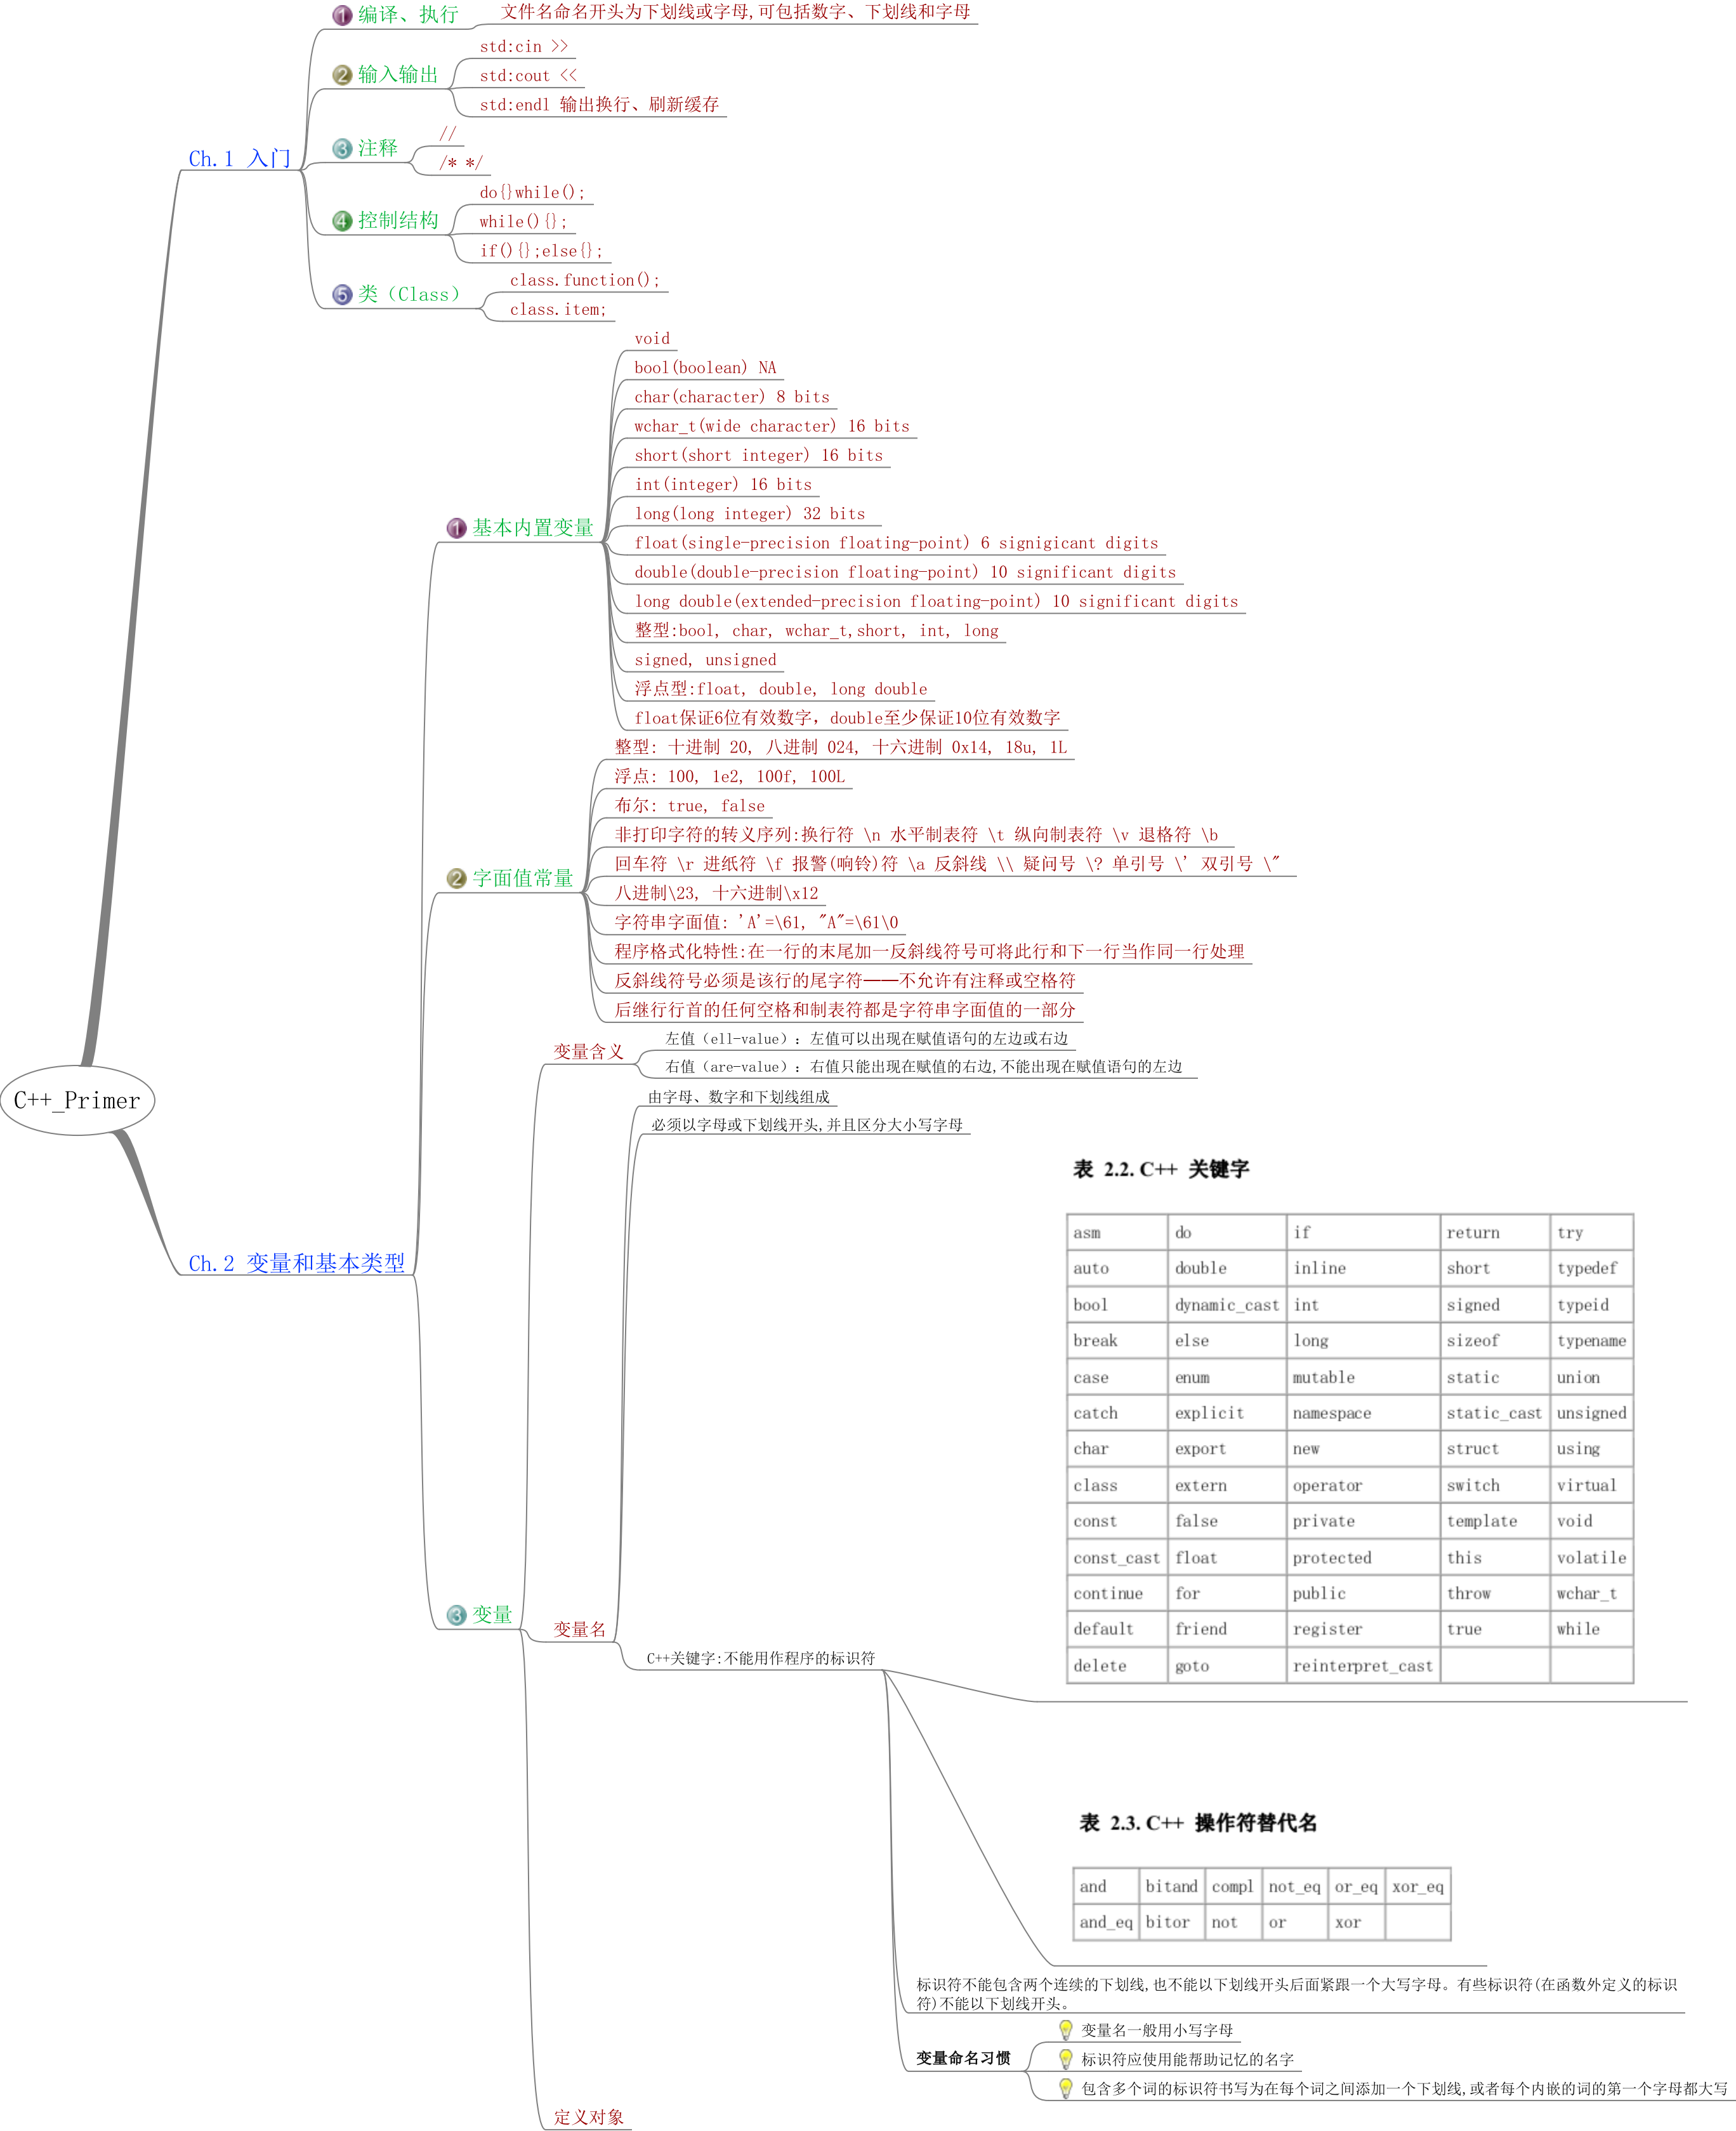 C++_Primer
Ch.1 入门
1 编译、执行
文件名命名开头为下划线或字母,可包括数字、下划线和字母
2 输入输出
std:cin >>
std:cout <<
std:endl 输出换行、刷新缓存
3 注释
//
/* */
4 控制结构
do{}while();
while(){};
if(){};else{};
5 类（Class）
class.function();
class.item;
Ch.2 变量和基本类型
1 基本内置变量
void
bool(boolean) NA
char(character) 8 bits
wchar_t(wide character) 16 bits
short(short integer) 16 bits
int(integer) 16 bits
long(long integer) 32 bits
float(single-precision floating-point) 6 signigicant digits
double(double-precision floating-point) 10 significant digits
long double(extended-precision floating-point) 10 significant digits
整型:bool, char, wchar_t,short, int, long
signed, unsigned
浮点型:float, double, long double
float保证6位有效数字，double至少保证10位有效数字
2 字面值常量
整型: 十进制 20, 八进制 024, 十六进制 0x14, 18u, 1L
浮点: 100, 1e2, 100f, 100L
布尔: true, false
非打印字符的转义序列:换行符 \n 水平制表符 \t 纵向制表符 \v 退格符 \b
回车符 \r 进纸符 \f 报警(响铃)符 \a 反斜线 \\ 疑问号 \? 单引号 \' 双引号 \"
八进制\23, 十六进制\x12
字符串字面值: 'A'=\61, "A"=\61\0
程序格式化特性:在一行的末尾加一反斜线符号可将此行和下一行当作同一行处理
反斜线符号必须是该行的尾字符——不允许有注释或空格符
后继行行首的任何空格和制表符都是字符串字面值的一部分
3 变量
变量含义
左值（ell-value）：左值可以出现在赋值语句的左边或右边
右值（are-value）：右值只能出现在赋值的右边,不能出现在赋值语句的左边
变量名
由字母、数字和下划线组成
必须以字母或下划线开头,并且区分大小写字母
C++关键字:不能用作程序的标识符
表 2.2. C++ 关键字
asm do if return try
auto double inline short typedef
bool dynamic_cast int signed typeid
break else long sizeof typename
case enum mutable static union
catch explicit namespace static_cast unsigned
char export new struct using
class extern operator switch virtual
const false private template void
const_cast float protected this volatile
continue for public throw wchar_t
default friend register true while
delete goto reinterpret_cast
表 2.3. C++ 操作符替代名
and bitand compl not_eq or_eq xor_eq
and_eq bitor not or xor
标识符不能包含两个连续的下划线,也不能以下划线开头后面紧跟一个大写字母。有些标识符(在函数外定义的标识
符)不能以下划线开头。
变量命名习惯
变量名一般用小写字母
标识符应使用能帮助记忆的名字
包含多个词的标识符书写为在每个词之间添加一个下划线,或者每个内嵌的词的第一个字母都大写
定义对象